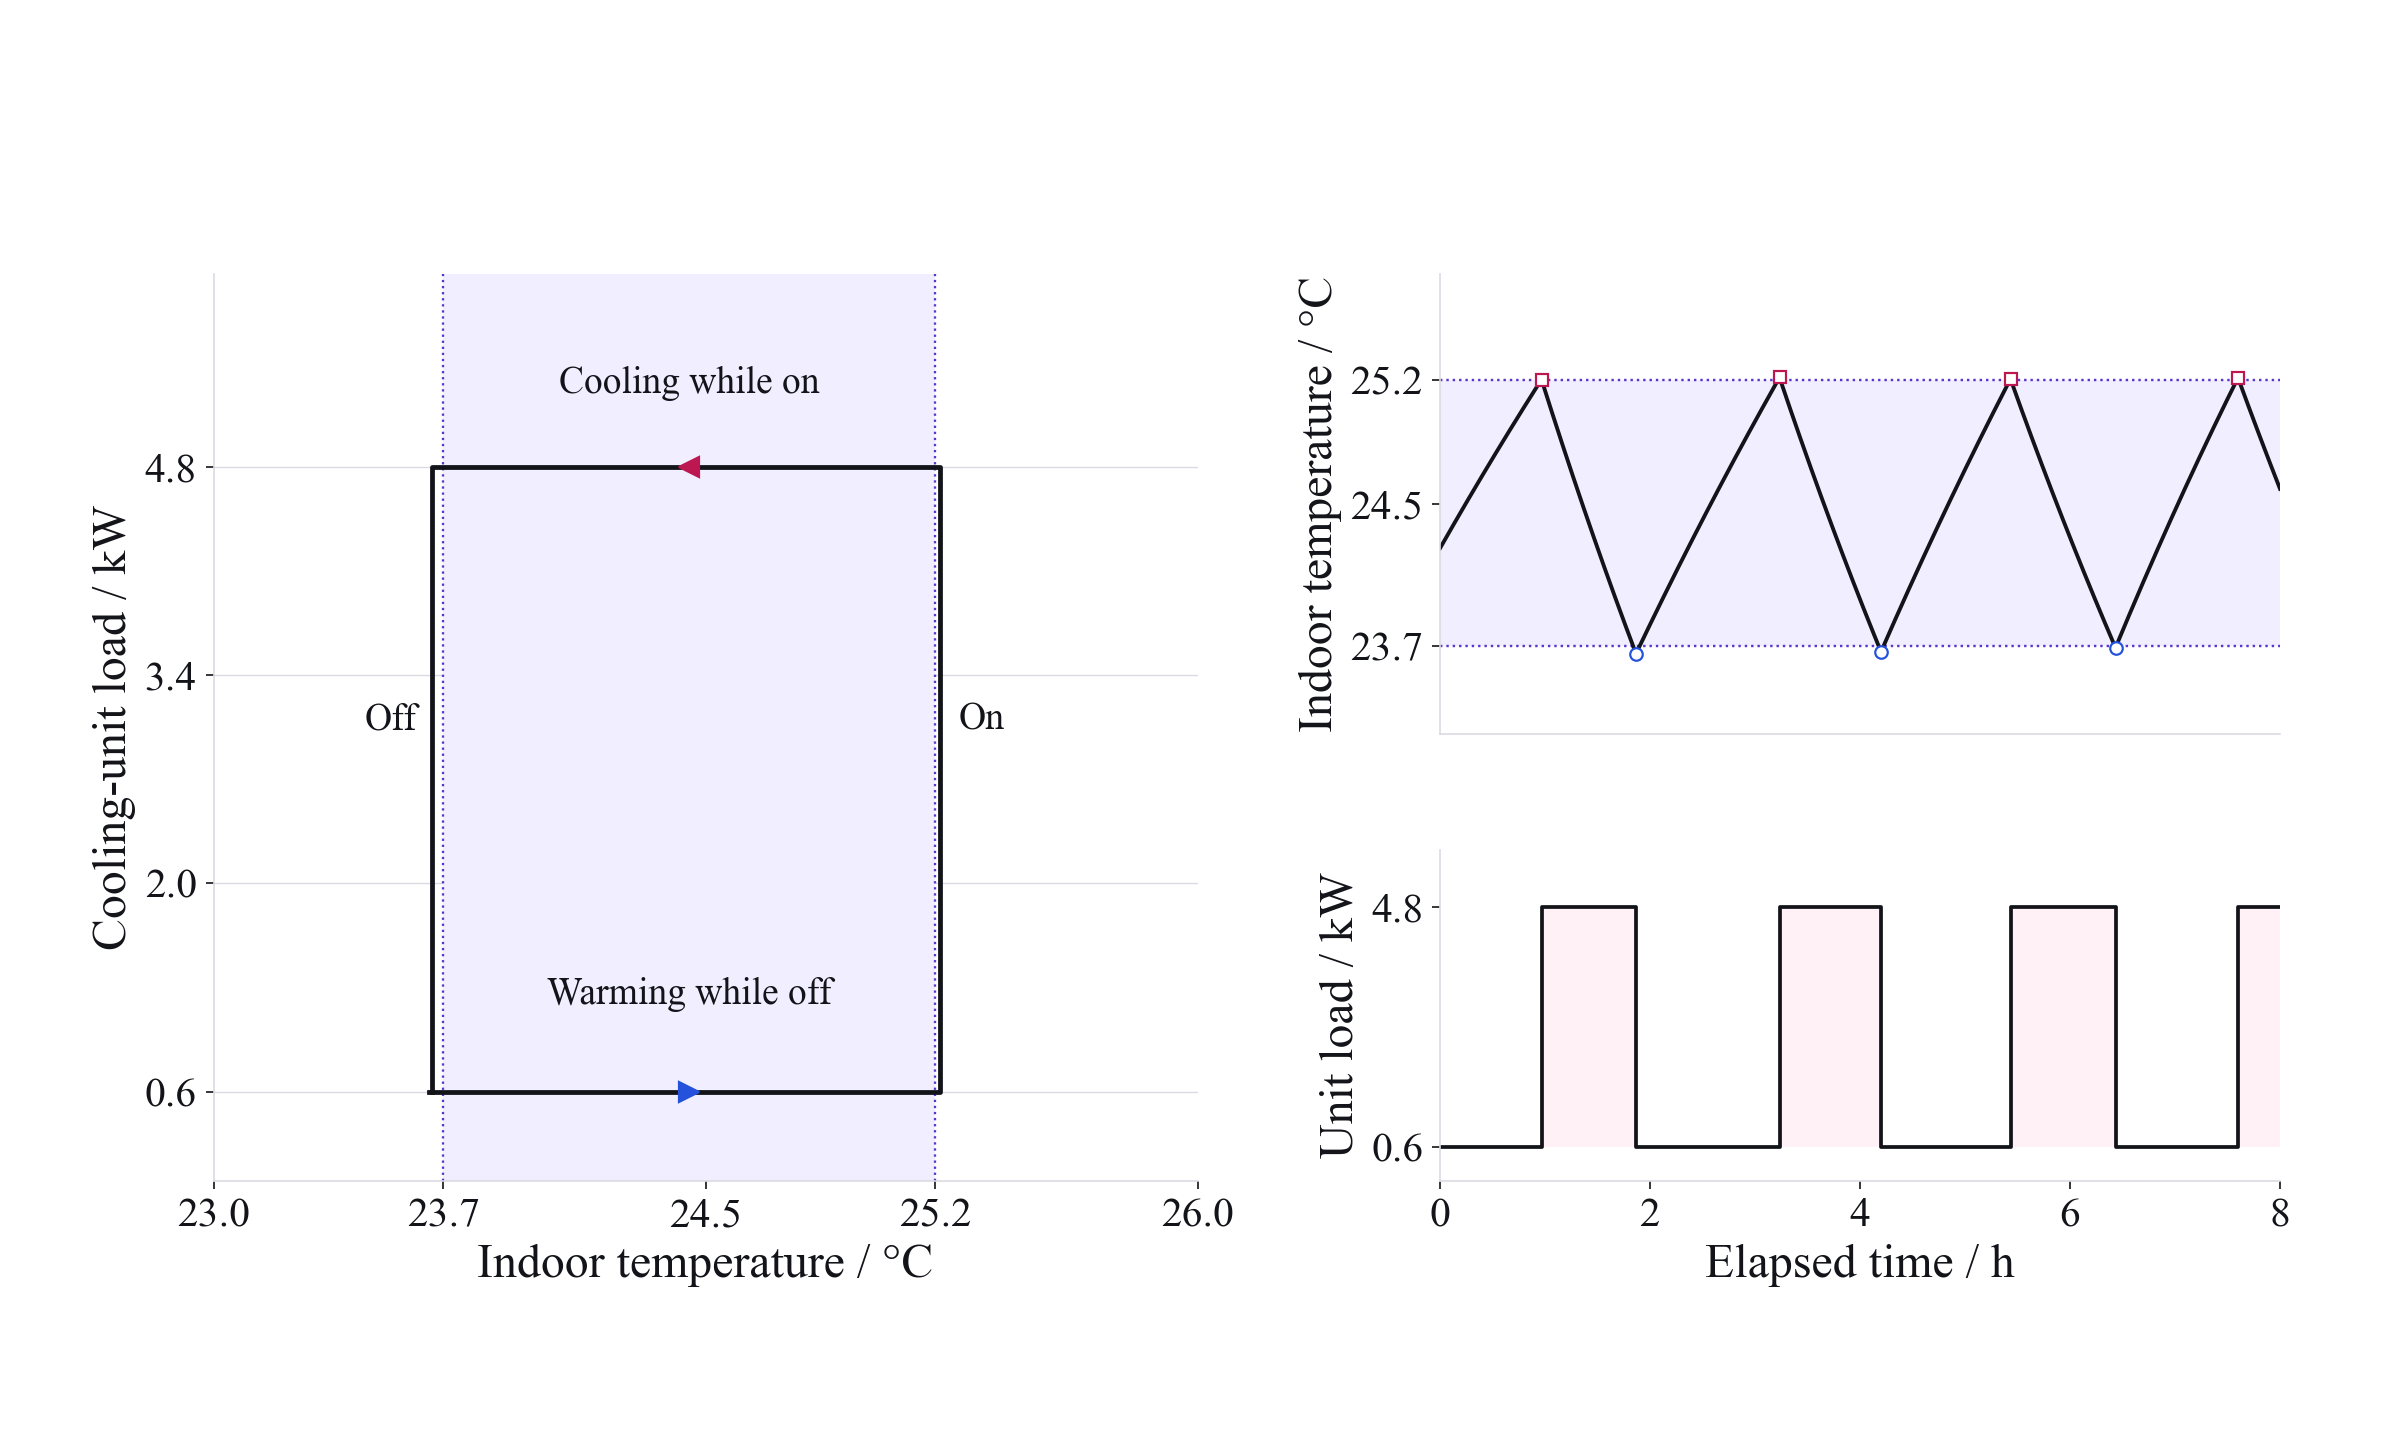 Cooling-unit load / kW
4.8
3.4
2.0
0.6
Cooling while on
Off
On
Warming while off
23.0
23.7
24.5
25.2
26.0
Indoor temperature / °C
Indoor temperature / °C
25.2
24.5
23.7
Unit load / kW
4.8
0.6
0
2
4
6
8
Elapsed time / h